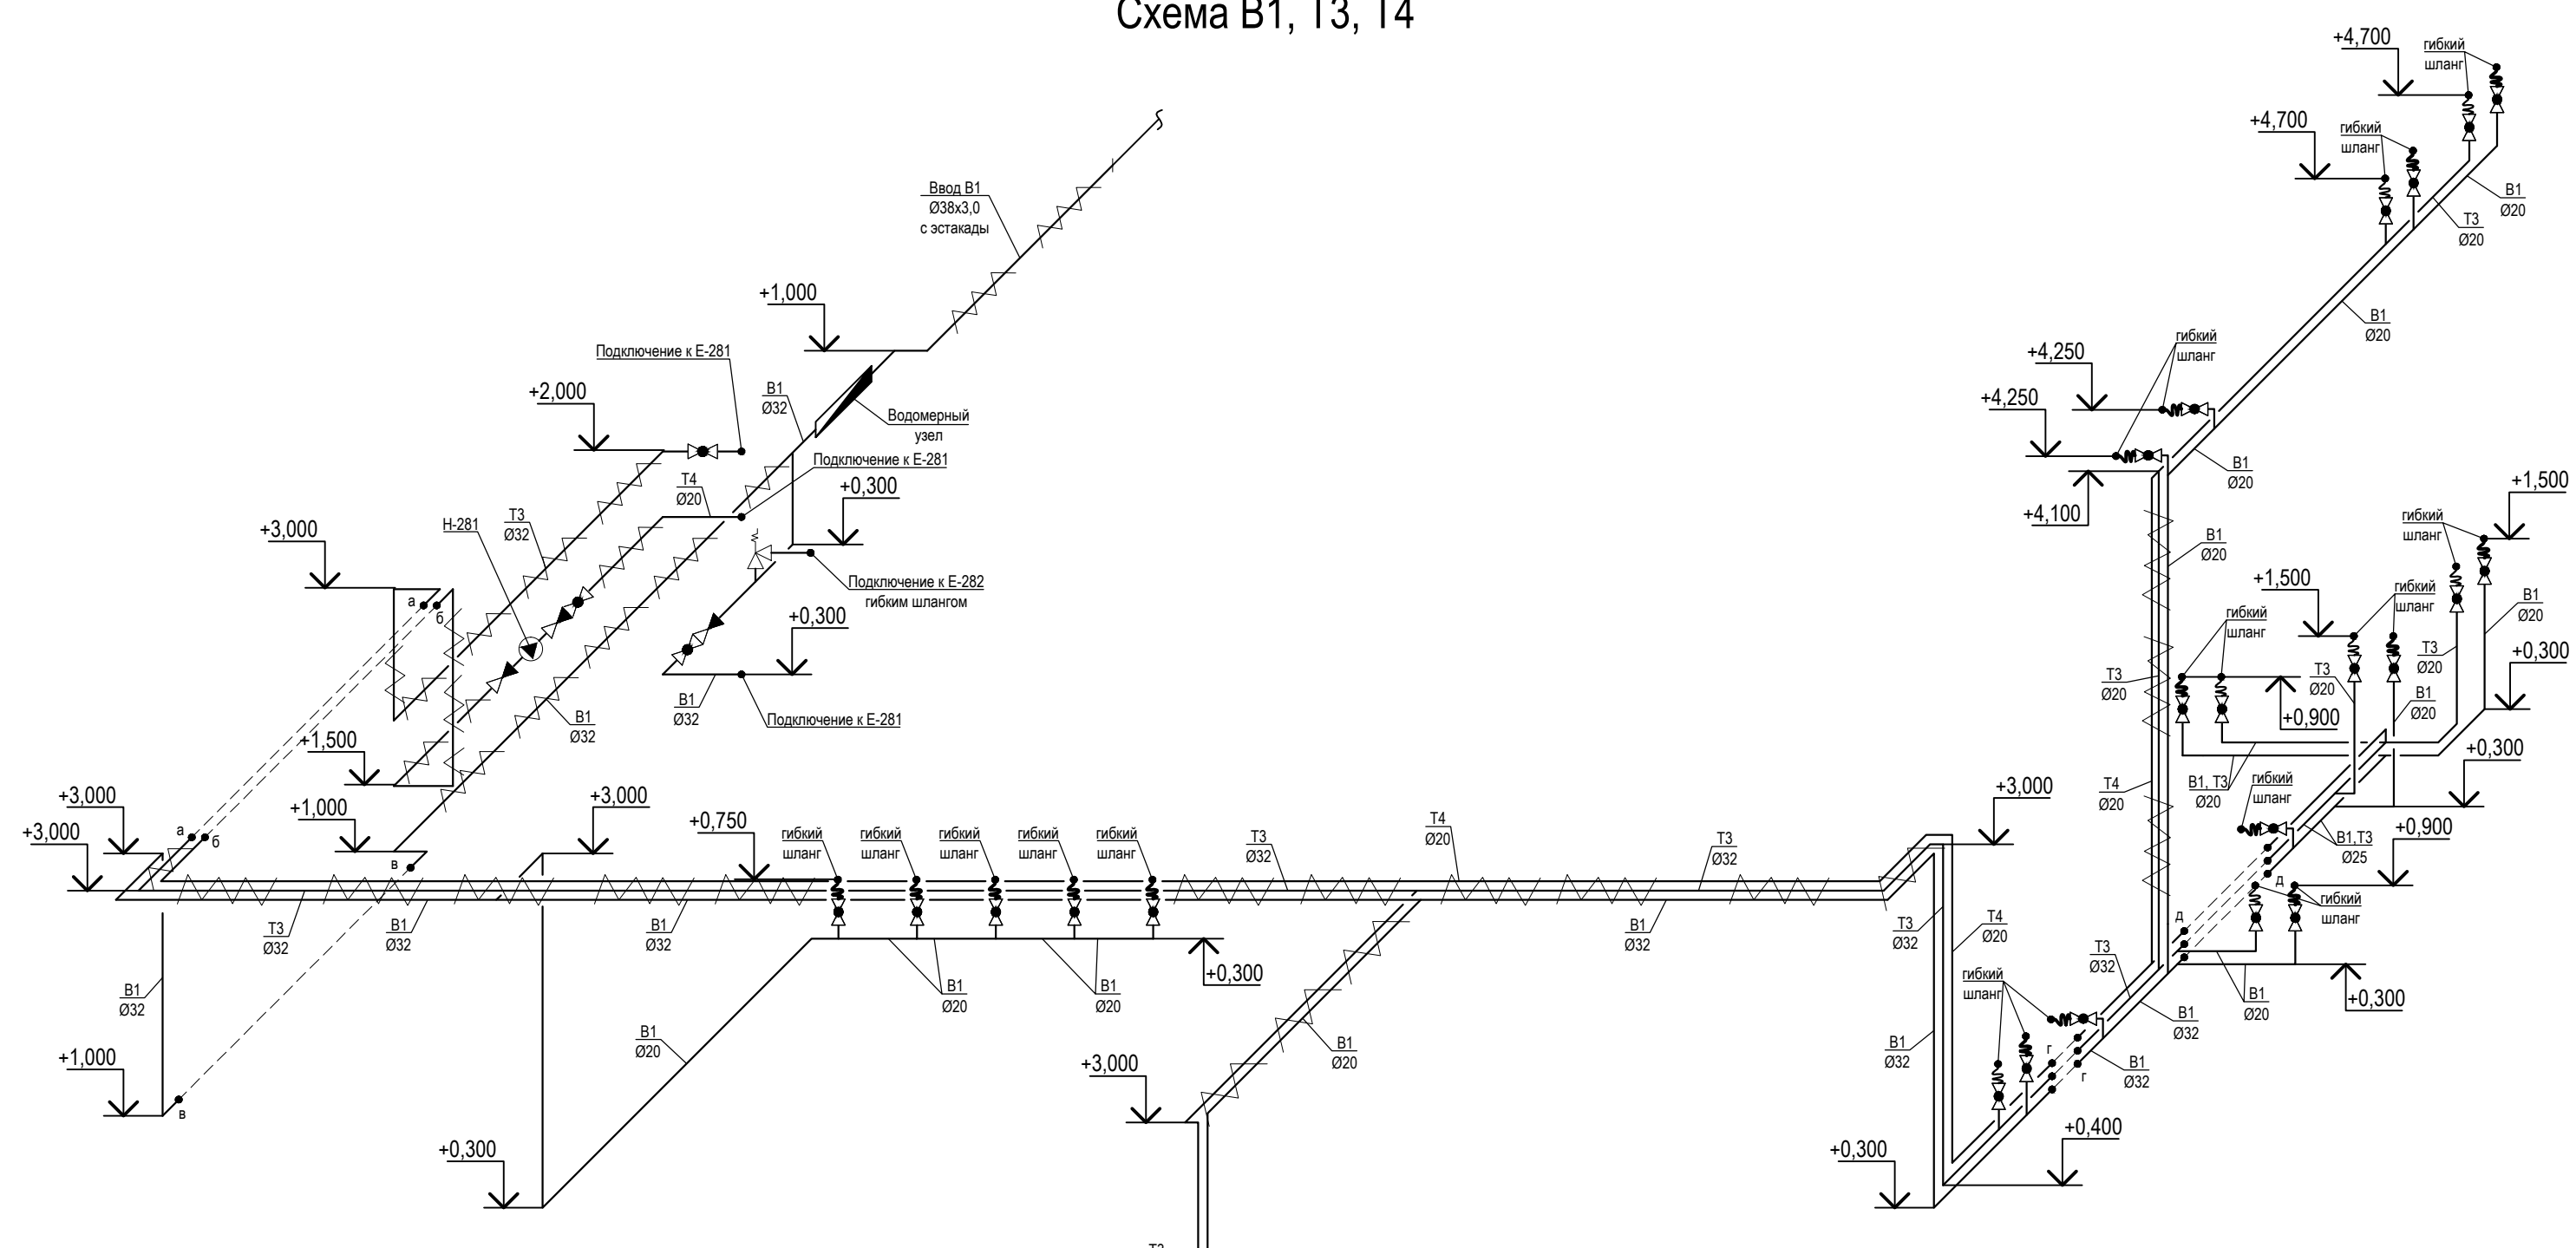 Схема В1, Т3, Т4
+4,700
гибкий
шланг
+4,700
гибкий
шланг
В1
Ø20
Т3
Ø20
Ввод В1
Ø38х3,0
с эстакады
+1,000
В1
Ø20
Подключение к Е-281
+2,000
В1
Ø32
Водомерный
узел
гибкий
шланг
+4,250
+4,250
В1
Ø20
+4,100
Подключение к Е-281
Т4
Ø20
+0,300
Н-281
Т3
Ø32
+3,000
Подключение к Е-282
гибким шлангом
+0,300
а
б
В1
Ø32
Подключение к Е-281
В1
Ø32
+1,500
+1,500
гибкий
шланг
В1
Ø20
+1,500
гибкий
шланг
гибкий
шланг
В1
Ø20
Т3
Ø20
+0,300
Т3
Ø20
Т3
Ø20
В1
Ø20
+0,900
+0,300
Т4
Ø20
В1, Т3
Ø20
гибкий
шланг
В1,Т3
Ø25
+0,900
д
гибкий
шланг
д
+3,000
+3,000
а
б
+1,000
в
+3,000
+0,750
гибкий
шланг
гибкий
шланг
гибкий
шланг
гибкий
шланг
гибкий
шланг
Т3
Ø32
Т4
Ø20
Т3
Ø32
+3,000
Т3
Ø32
В1
Ø32
В1
Ø32
В1
Ø32
Т3
Ø32
Т4
Ø20
Т3
Ø32
+0,300
В1
Ø20
В1
Ø20
+0,300
В1
Ø20
гибкий
шланг
В1
Ø32
В1
Ø32
В1
Ø20
В1
Ø20
В1
Ø32
г
г
В1
Ø32
+1,000
в
+3,000
+0,300
+0,300
+0,400
Т3